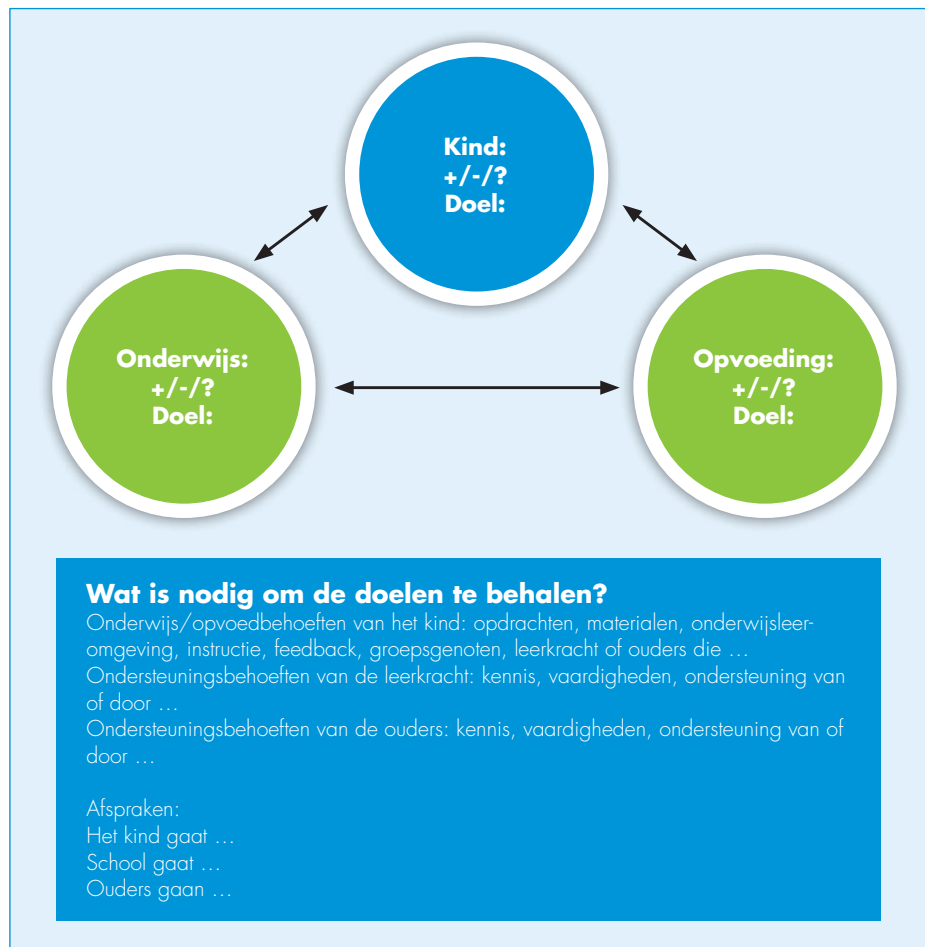 Kind:
+/-/?
Doel:
Onderwijs:
+/-/?
Doel:
Opvoeding:
+/-/?
Doel:
Wat is nodig om de doelen te behalen?
Onderwijs/opvoedbehoeften van het kind: opdrachten, materialen, onderwijsleer-
omgeving, instructie, feedback, groepsgenoten, leerkracht of ouders die …
Ondersteuningsbehoeften van de leerkracht: kennis, vaardigheden, ondersteuning van
of door …
Ondersteuningsbehoeften van de ouders: kennis, vaardigheden, ondersteuning van of
door …
Afspraken:
Het kind gaat …
School gaat …
Ouders gaan …